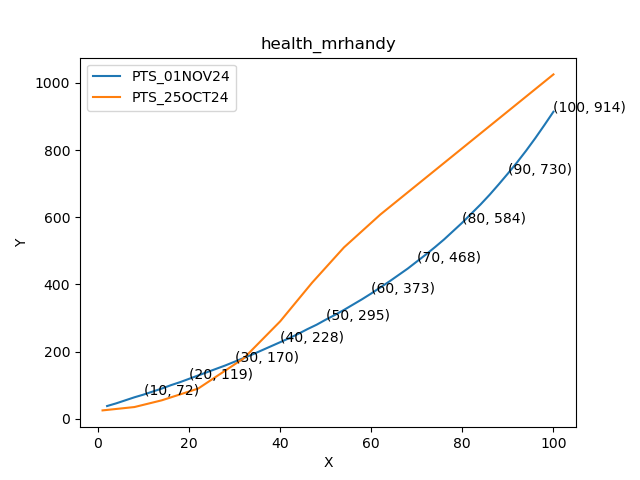 health_mrhandy
PTS_01NOV24
PTS_25OCT24
1000
800
600
400
200
0
Y
(100, 914)
(90, 730)
(80, 584)
(70, 468)
(60, 373)
(50, 295)
(40, 228)
(30, 170)
(20, 119)
(10, 72)
0 20 40 60 80 100
X